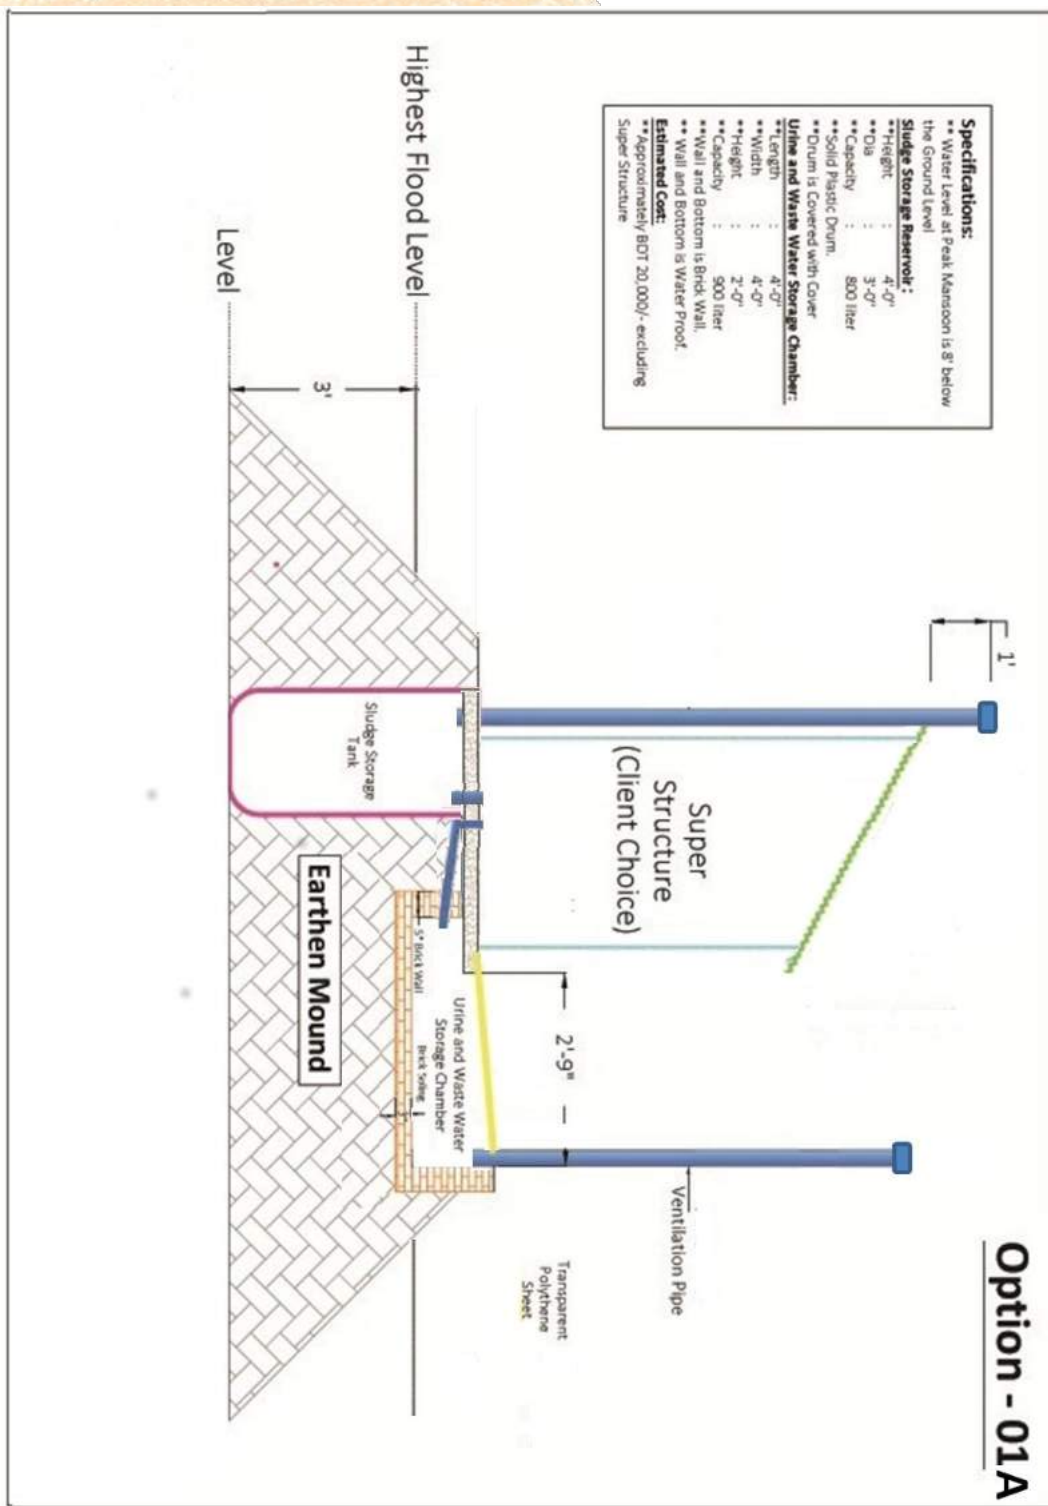 Option - 01A
Specifications:
** Water Level at Peak Mansoon is 8' below
the Ground Level
Sludge Storage Reservoir :
**Height : 4'-0"
**Dia : 3'-0"
**Capacity : 800 liter
**Solid Plastic Drum.
**Drum is Covered with Cover
Urine and Waste Water Storage Chamber:
**Length : 4'-0"
**Width : 4'-0"
**Height : 2'-0"
**Capacity : 900 liter
**Wall and Bottom is Brick Wall.
** Wall and Bottom is Water Proof.
Estimated Cost:
**Approximately BDT 20,000/- excluding
Super Structure
1'
Super
Structure
(Client Choice)
Ventilation Pipe
2'-9"
Transparent
Polythene
Sheet
Highest Flood Level
3'
Level
Sludge Storage
Tank
Urine and Waste Water
Storage Chamber
5" Brick Wall
Brick Soling
Earthen Mound